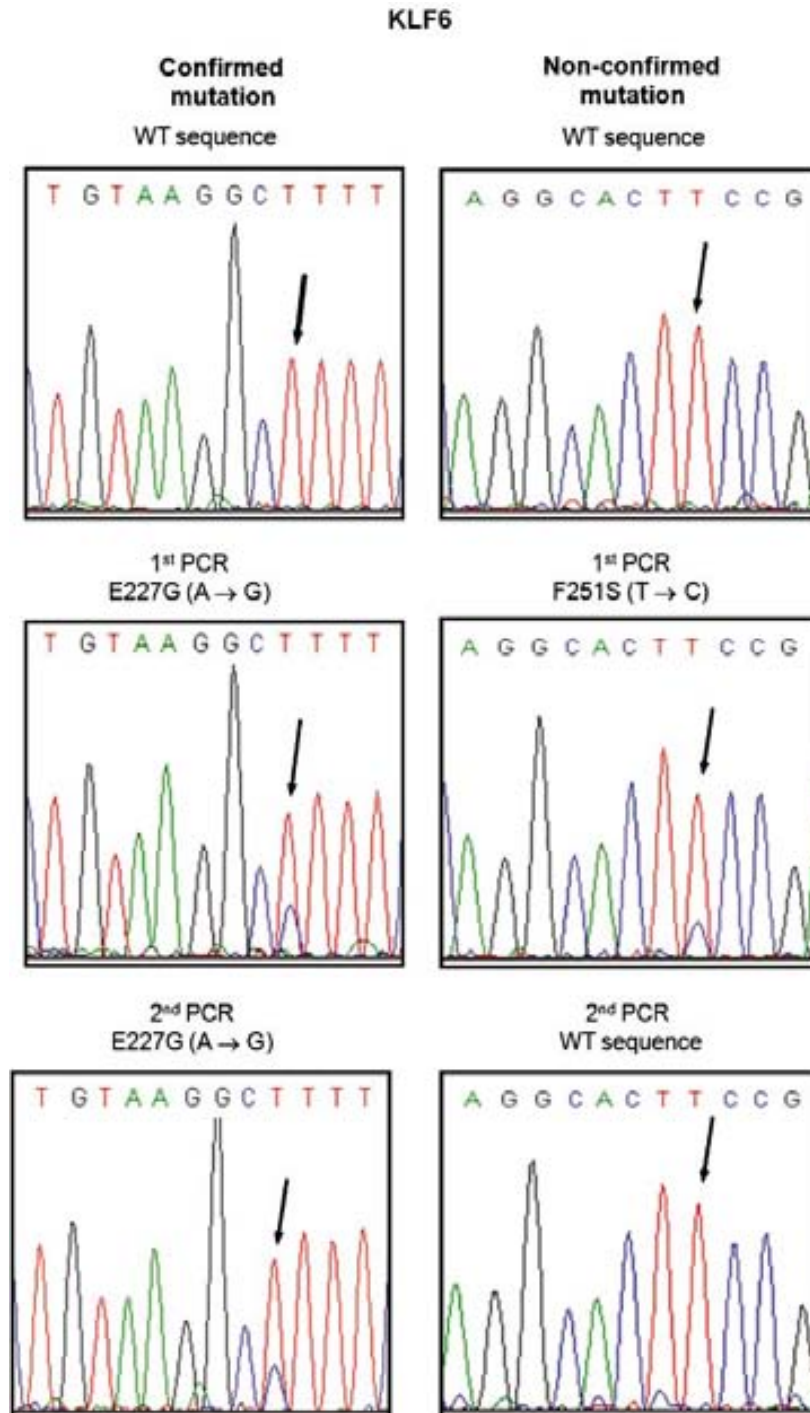 KLF6
Confirmed
mutation
WT sequence
T G T A A G G C T T T T
1st PCR
E227G (A → G)
T G T A A G G C T T T T
2nd PCR
E227G (A → G)
T G T A A G G C T T T T
Non-confirmed
mutation
WT sequence
A G G C A C T T C C G
1st PCR
F251S (T → C)
A G G C A C T T C C G
2nd PCR
WT sequence
A G G C A C T T C C G